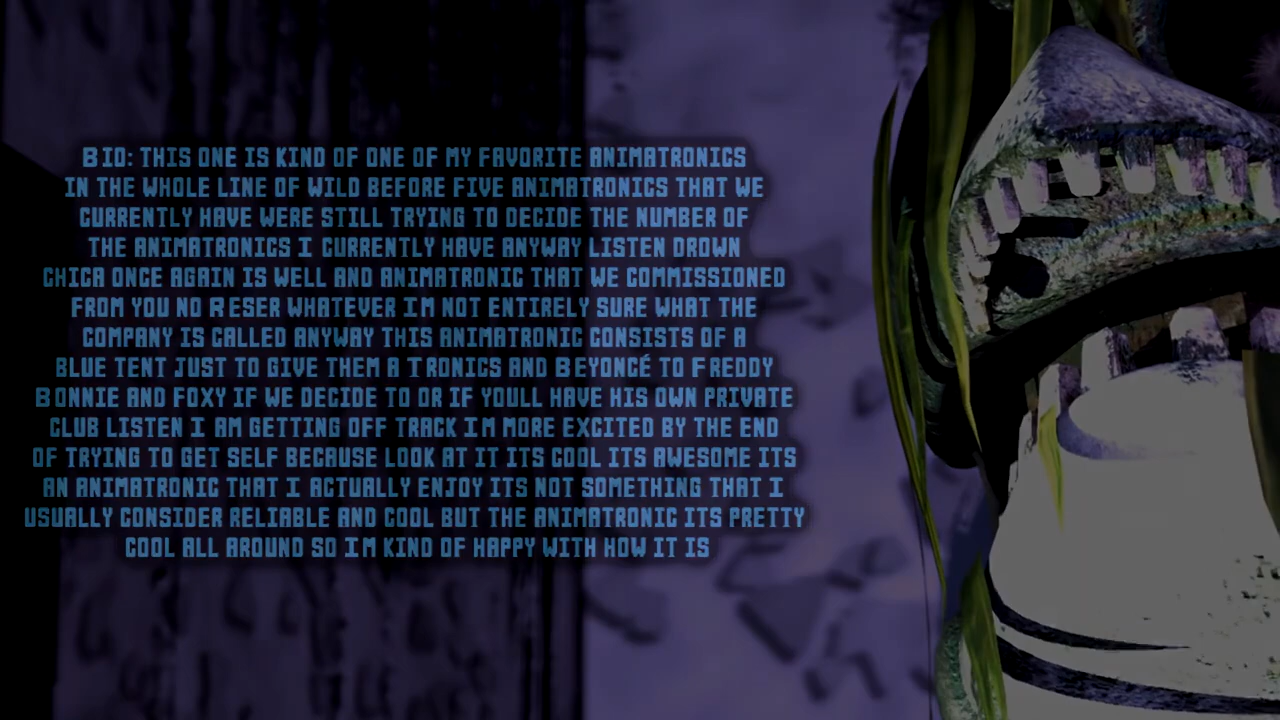 BIO: THIS ONE IS KIND OF ONE OF MY FAVORITE ANIMATRONICS
IN THE WHOLE LINE OF WILD BEFORE FIVE ANIMATRONICS THAT WE
CURRENTLY HAVE WERE STILL TRYING TO DECIDE THE NUMBER OF
THE ANIMATRONICS I CURRENTLY HAVE ANYWAY LISTEN DROWN
CHICA ONCE AGAIN IS WELL AND ANIMATRONIC THAT WE COMMISSIONED
FROM YOU NO RESER WHATEVER IM NOT ENTIRELY SURE WHAT THE
COMPANY IS CALLED ANYWAY THIS ANIMATRONIC CONSISTS OF A
BLUE TENT JUST TO GIVE THEM A TRONICS AND BEYONCÉ TO FREDDY
BONNIE AND FOXY IF WE DECIDE TO OR IF YOULL HAVE HIS OWN PRIVATE
CLUB LISTEN I AM GETTING OFF TRACK IM MORE EXCITED BY THE END
OF TRYING TO GET SELF BECAUSE LOOK AT IT ITS COOL ITS AWESOME ITS
AN ANIMATRONIC THAT I ACTUALLY ENJOY ITS NOT SOMETHING THAT I
USUALLY CONSIDER RELIABLE AND COOL BUT THE ANIMATRONIC ITS PRETTY
COOL ALL AROUND SO IM KIND OF HAPPY WITH HOW IT IS